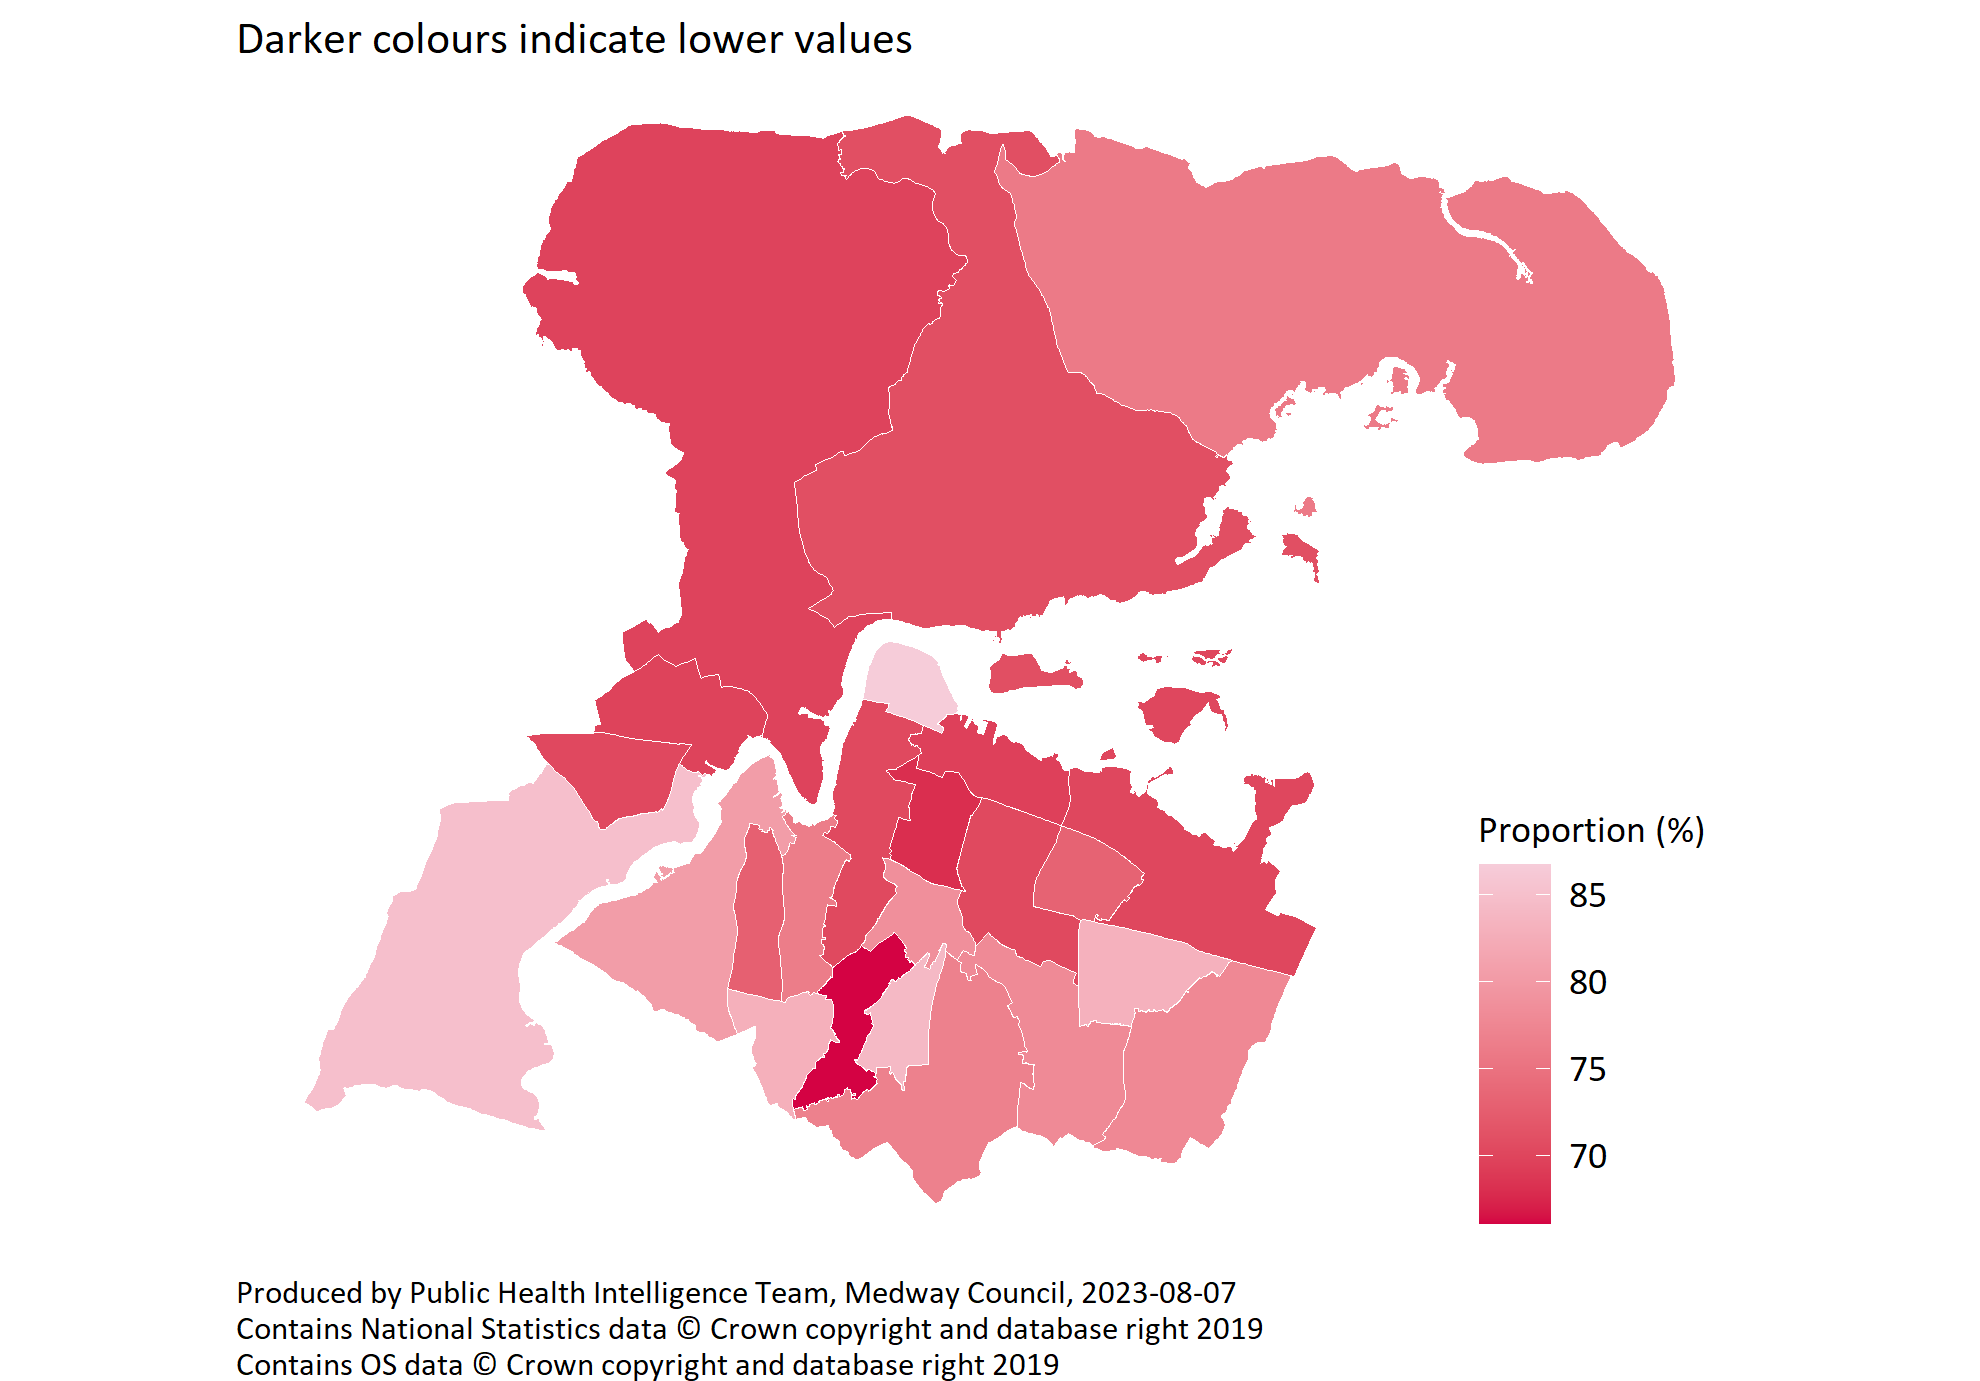 Darker colours indicate lower values
Proportion (%)
85
80
75
70
Produced by Public Health Intelligence Team, Medway Council, 2023-08-07
Contains National Statistics data © Crown copyright and database right 2019
Contains OS data © Crown copyright and database right 2019